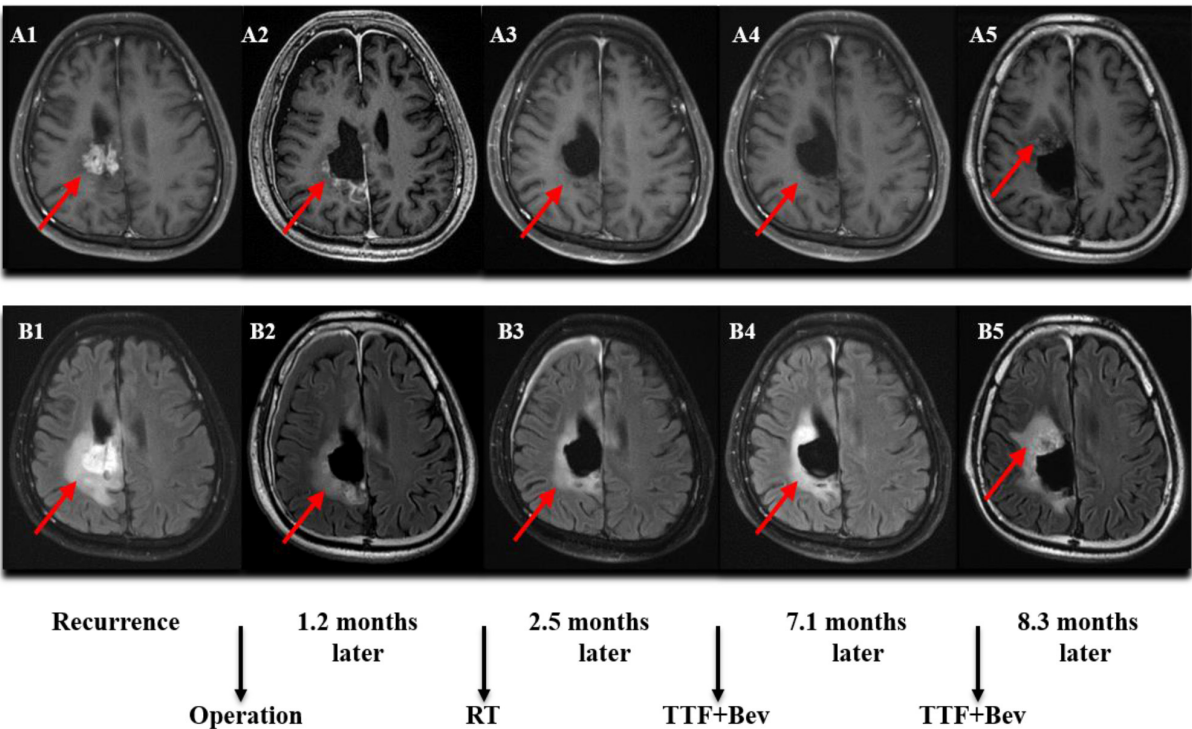 A1 A2 A3 A4 A5
B1 B2 B3 B4 B5
Recurrence 1.2 months 2.5 months 7.1 months 8.3 months
later later later later
Operation RT TTF+Bev TTF+Bev